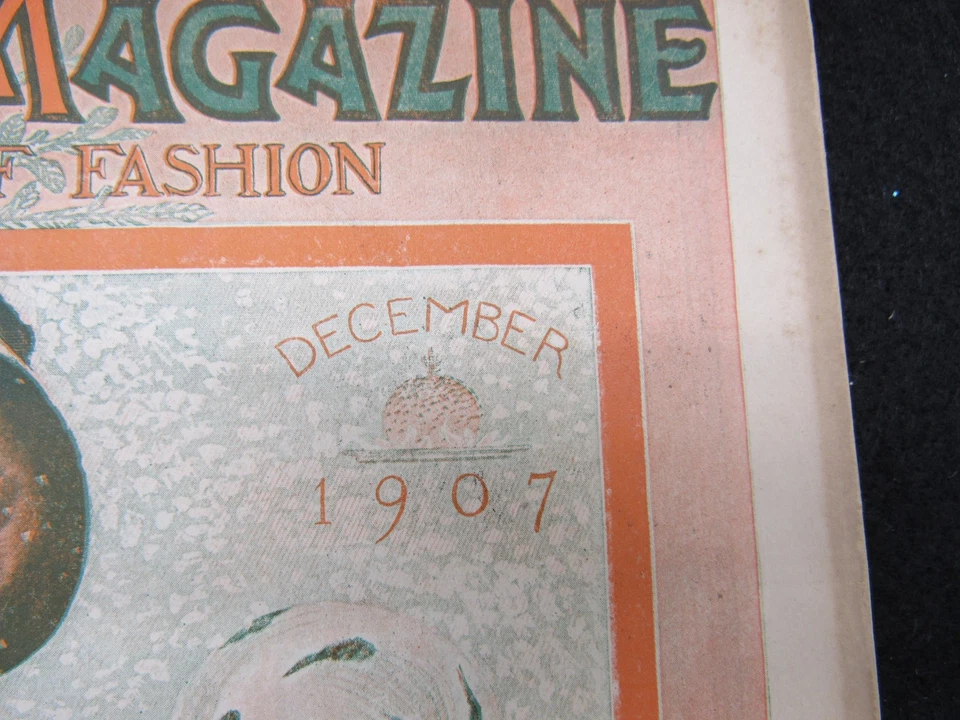 MAGAZINE
F FASHION
DECEMBER
1907